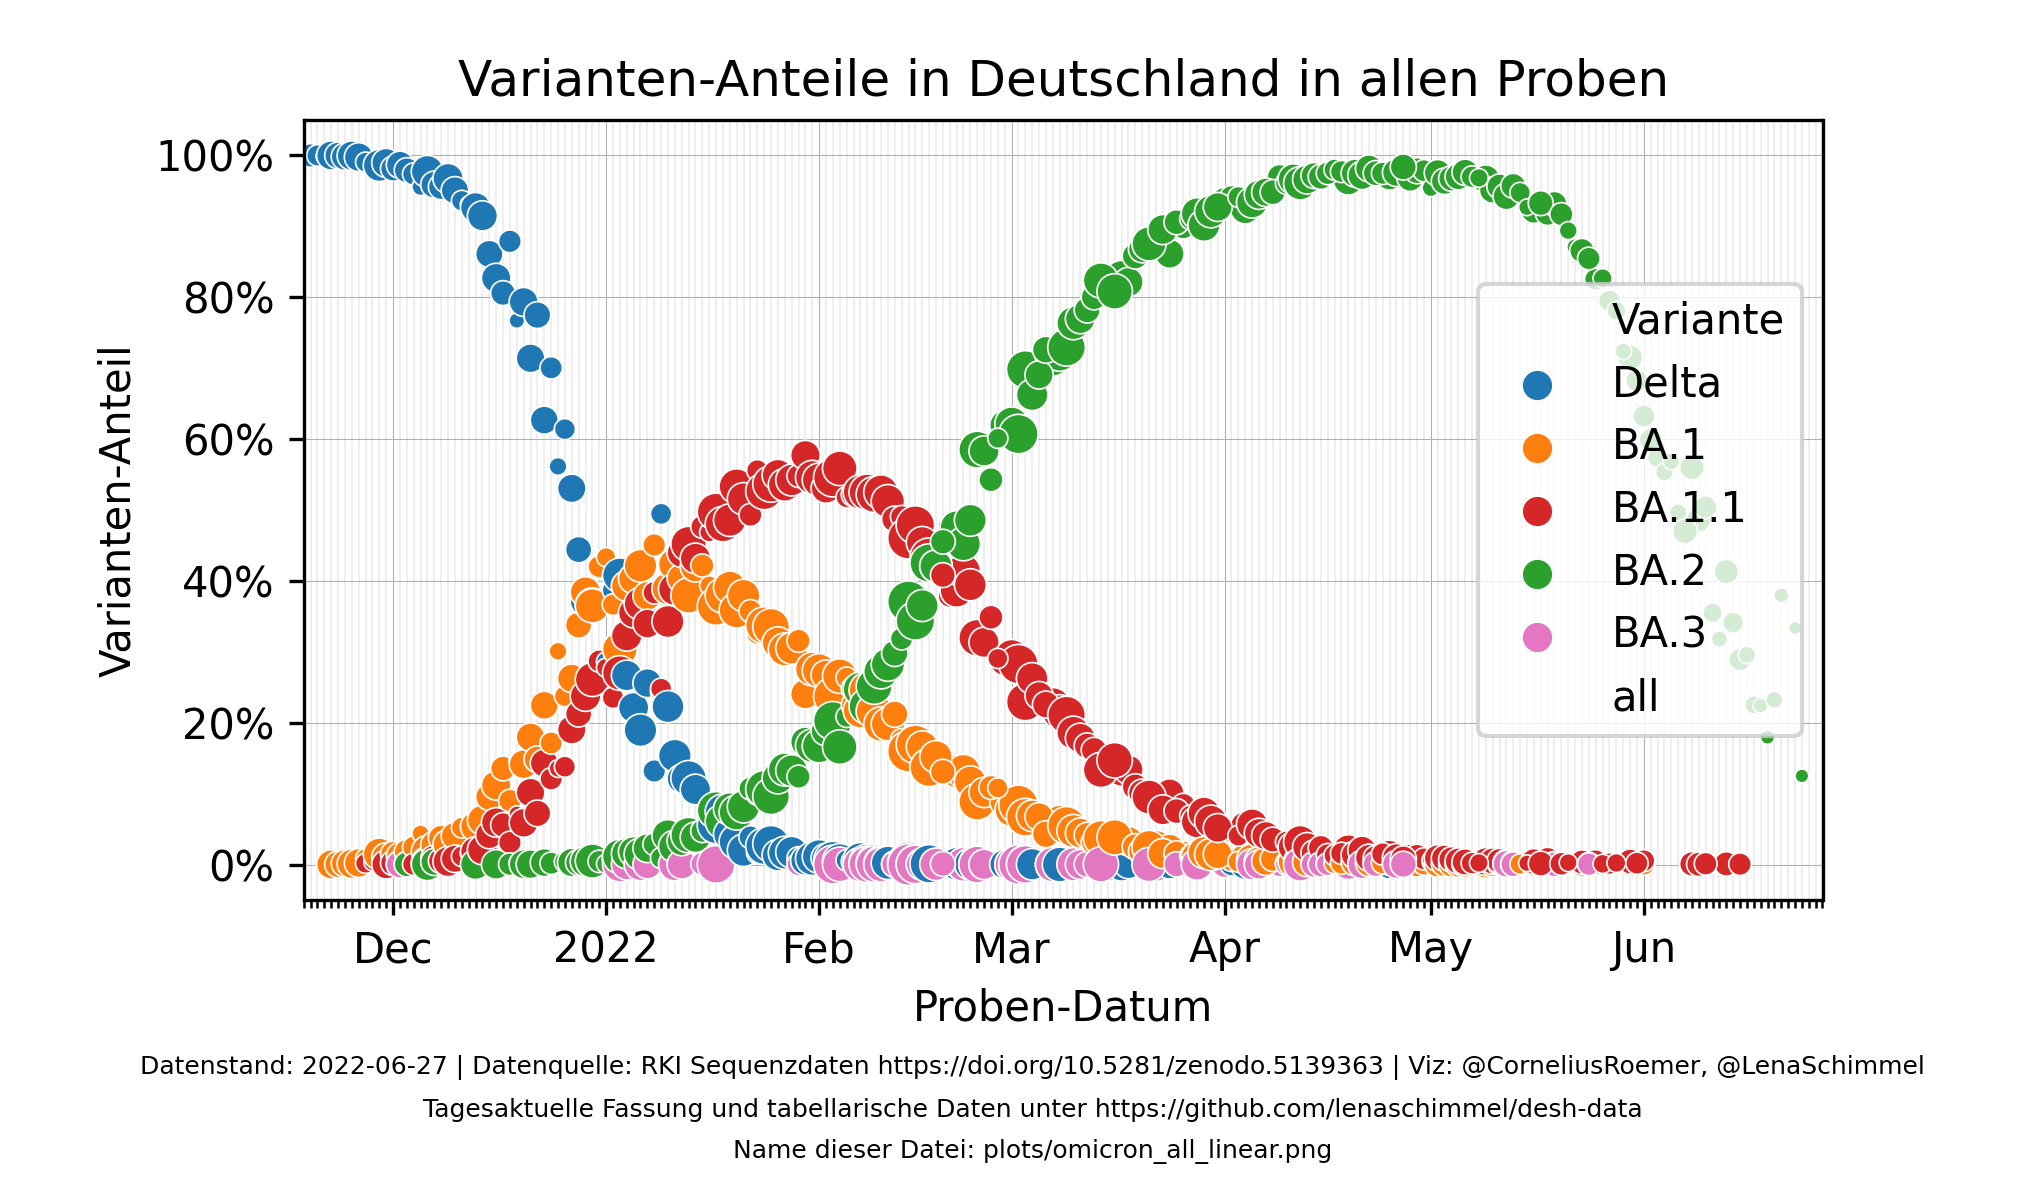 Varianten-Anteile in Deutschland in allen Proben
Varianten-Anteil
100%
80%
60%
40%
20%
0%
Variante
Delta
BA.1
BA.1.1
BA.2
BA.3
all
Dec
2022
Feb
Mar
Apr
May
Jun
Proben-Datum
Datenstand: 2022-06-27 | Datenquelle: RKI Sequenzdaten https://doi.org/10.5281/zenodo.5139363 | Viz: @CorneliusRoemer, @LenaSchimmel
Tagesaktuelle Fassung und tabellarische Daten unter https://github.com/lenaschimmel/desh-data
Name dieser Datei: plots/omicron_all_linear.png